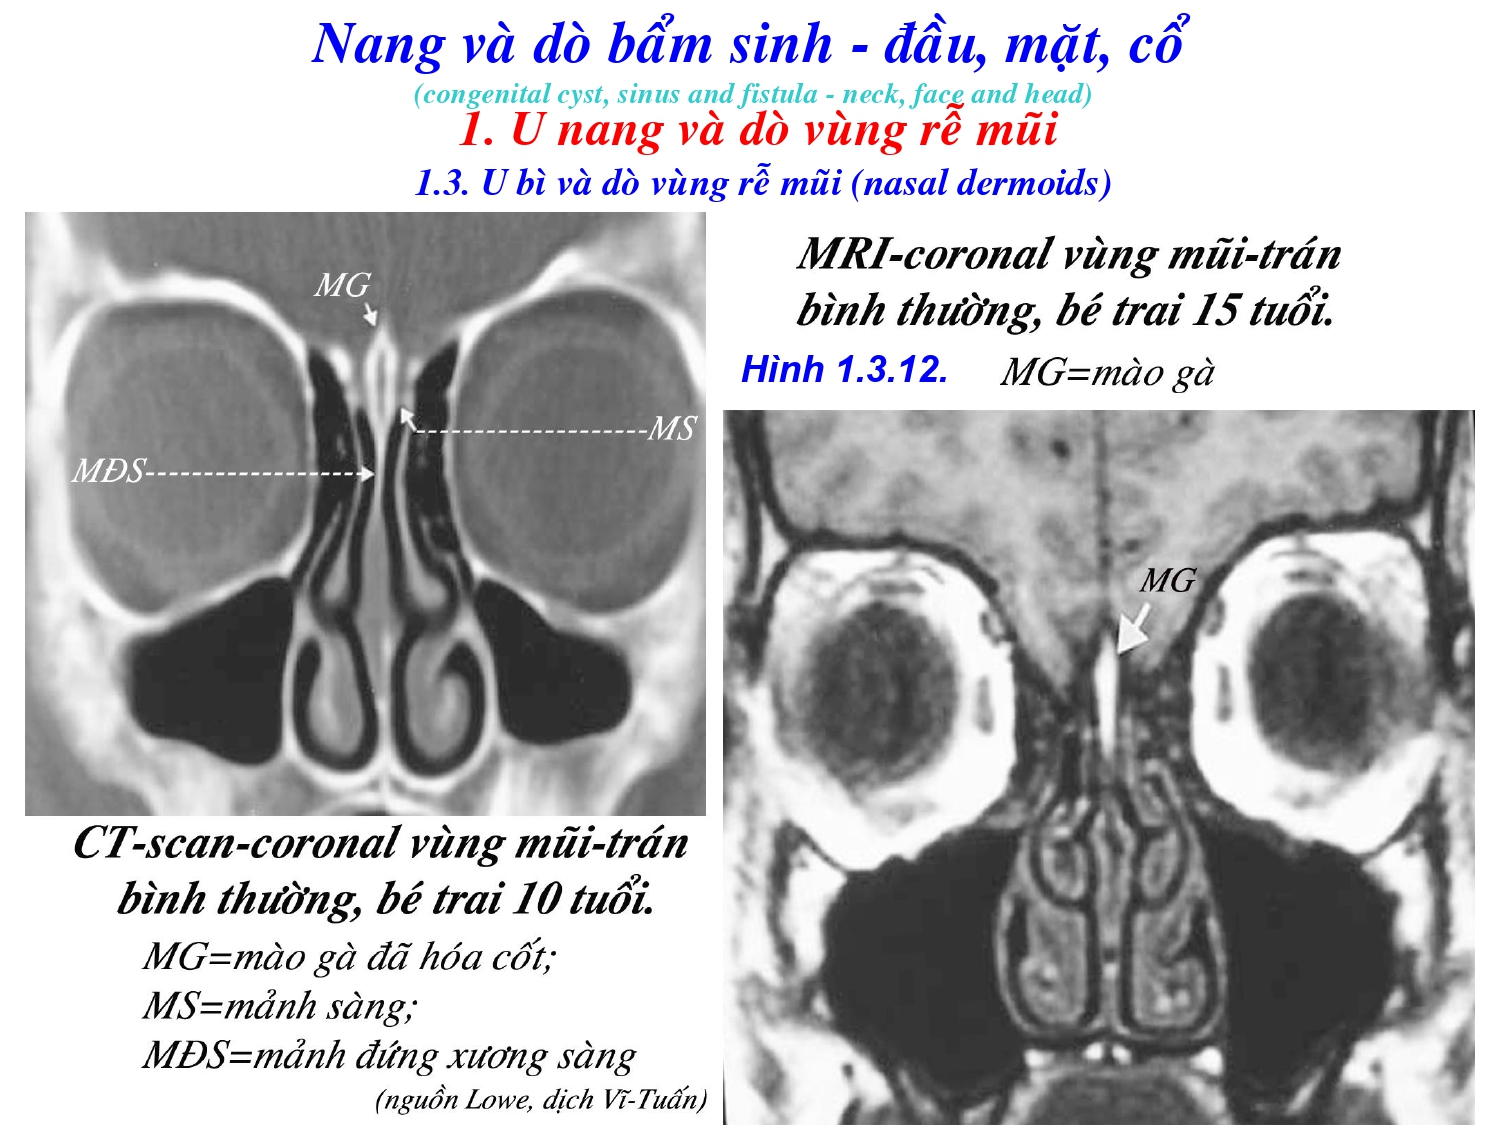 Nang và dò bẩm sinh - đầu, mặt, cổ
(congenital cyst, sinus and fistula - neck, face and head)
1. U nang và dò vùng rễ mũi
1.3. U bì và dò vùng rễ mũi (nasal dermoids)
MG
MS
MĐS
MRI-coronal vùng mũi-trán
bình thường, bé trai 15 tuổi.
Hình 1.3.12. MG=mào gà
MG
CT-scan-coronal vùng mũi-trán
bình thường, bé trai 10 tuổi.
MG=mào gà đã hóa cốt;
MS=mảnh sàng;
MĐS=mảnh đứng xương sàng
(nguồn Lowe, dịch Vĩ-Tuấn)